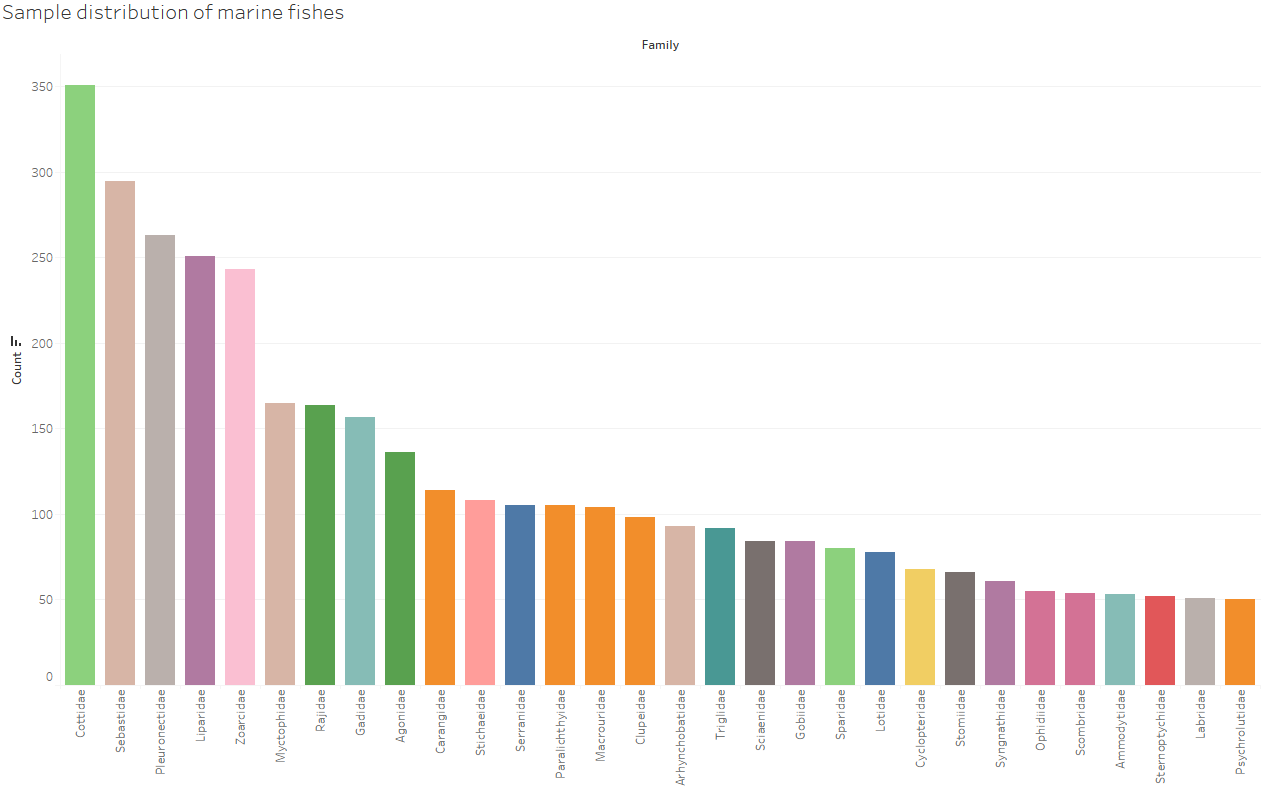 Sample distribution of marine fishes
Family
Count
350
300
250
200
150
100
50
0
Cottidae
Sebastidae
Pleuronectidae
Liparidae
Zoarcidae
Myctophidae
Rajidae
Gadidae
Agonidae
Carangidae
Stichaeidae
Serranidae
Paralichthyidae
Macrouridae
Clupeidae
Arhynchobatidae
Triglidae
Sciaenidae
Gobiidae
Sparidae
Lotidae
Cyclopteridae
Stomiidae
Syngnathidae
Ophidiidae
Scombridae
Ammodytidae
Sternoptychidae
Labridae
Psychrolutidae